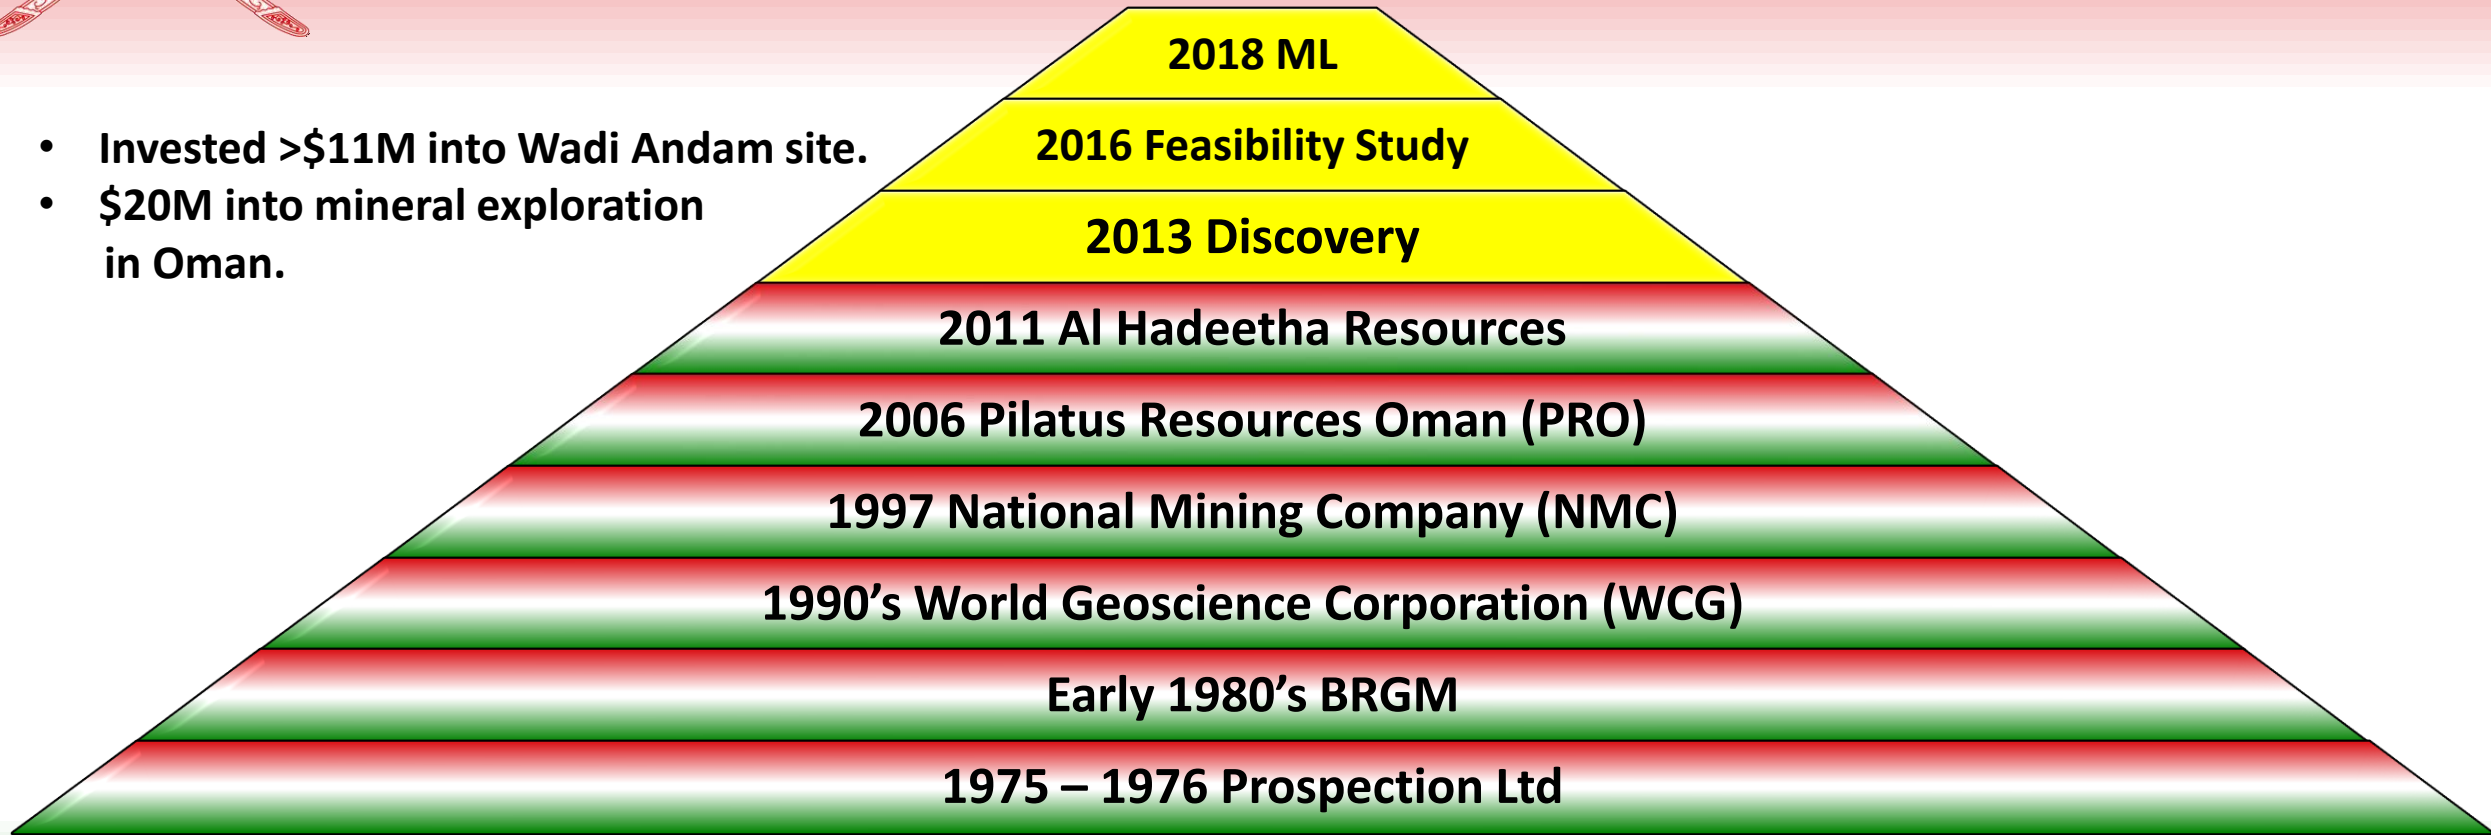 2018 ML
2016 Feasibility Study
2013 Discovery
2011 Al Hadeetha Resources
2006 Pilatus Resources Oman (PRO)
1997 National Mining Company (NMC)
1990’s World Geoscience Corporation (WCG)
Early 1980’s BRGM
1975 – 1976 Prospection Ltd
• Invested >$11M into Wadi Andam site.
• $20M into mineral exploration
in Oman.